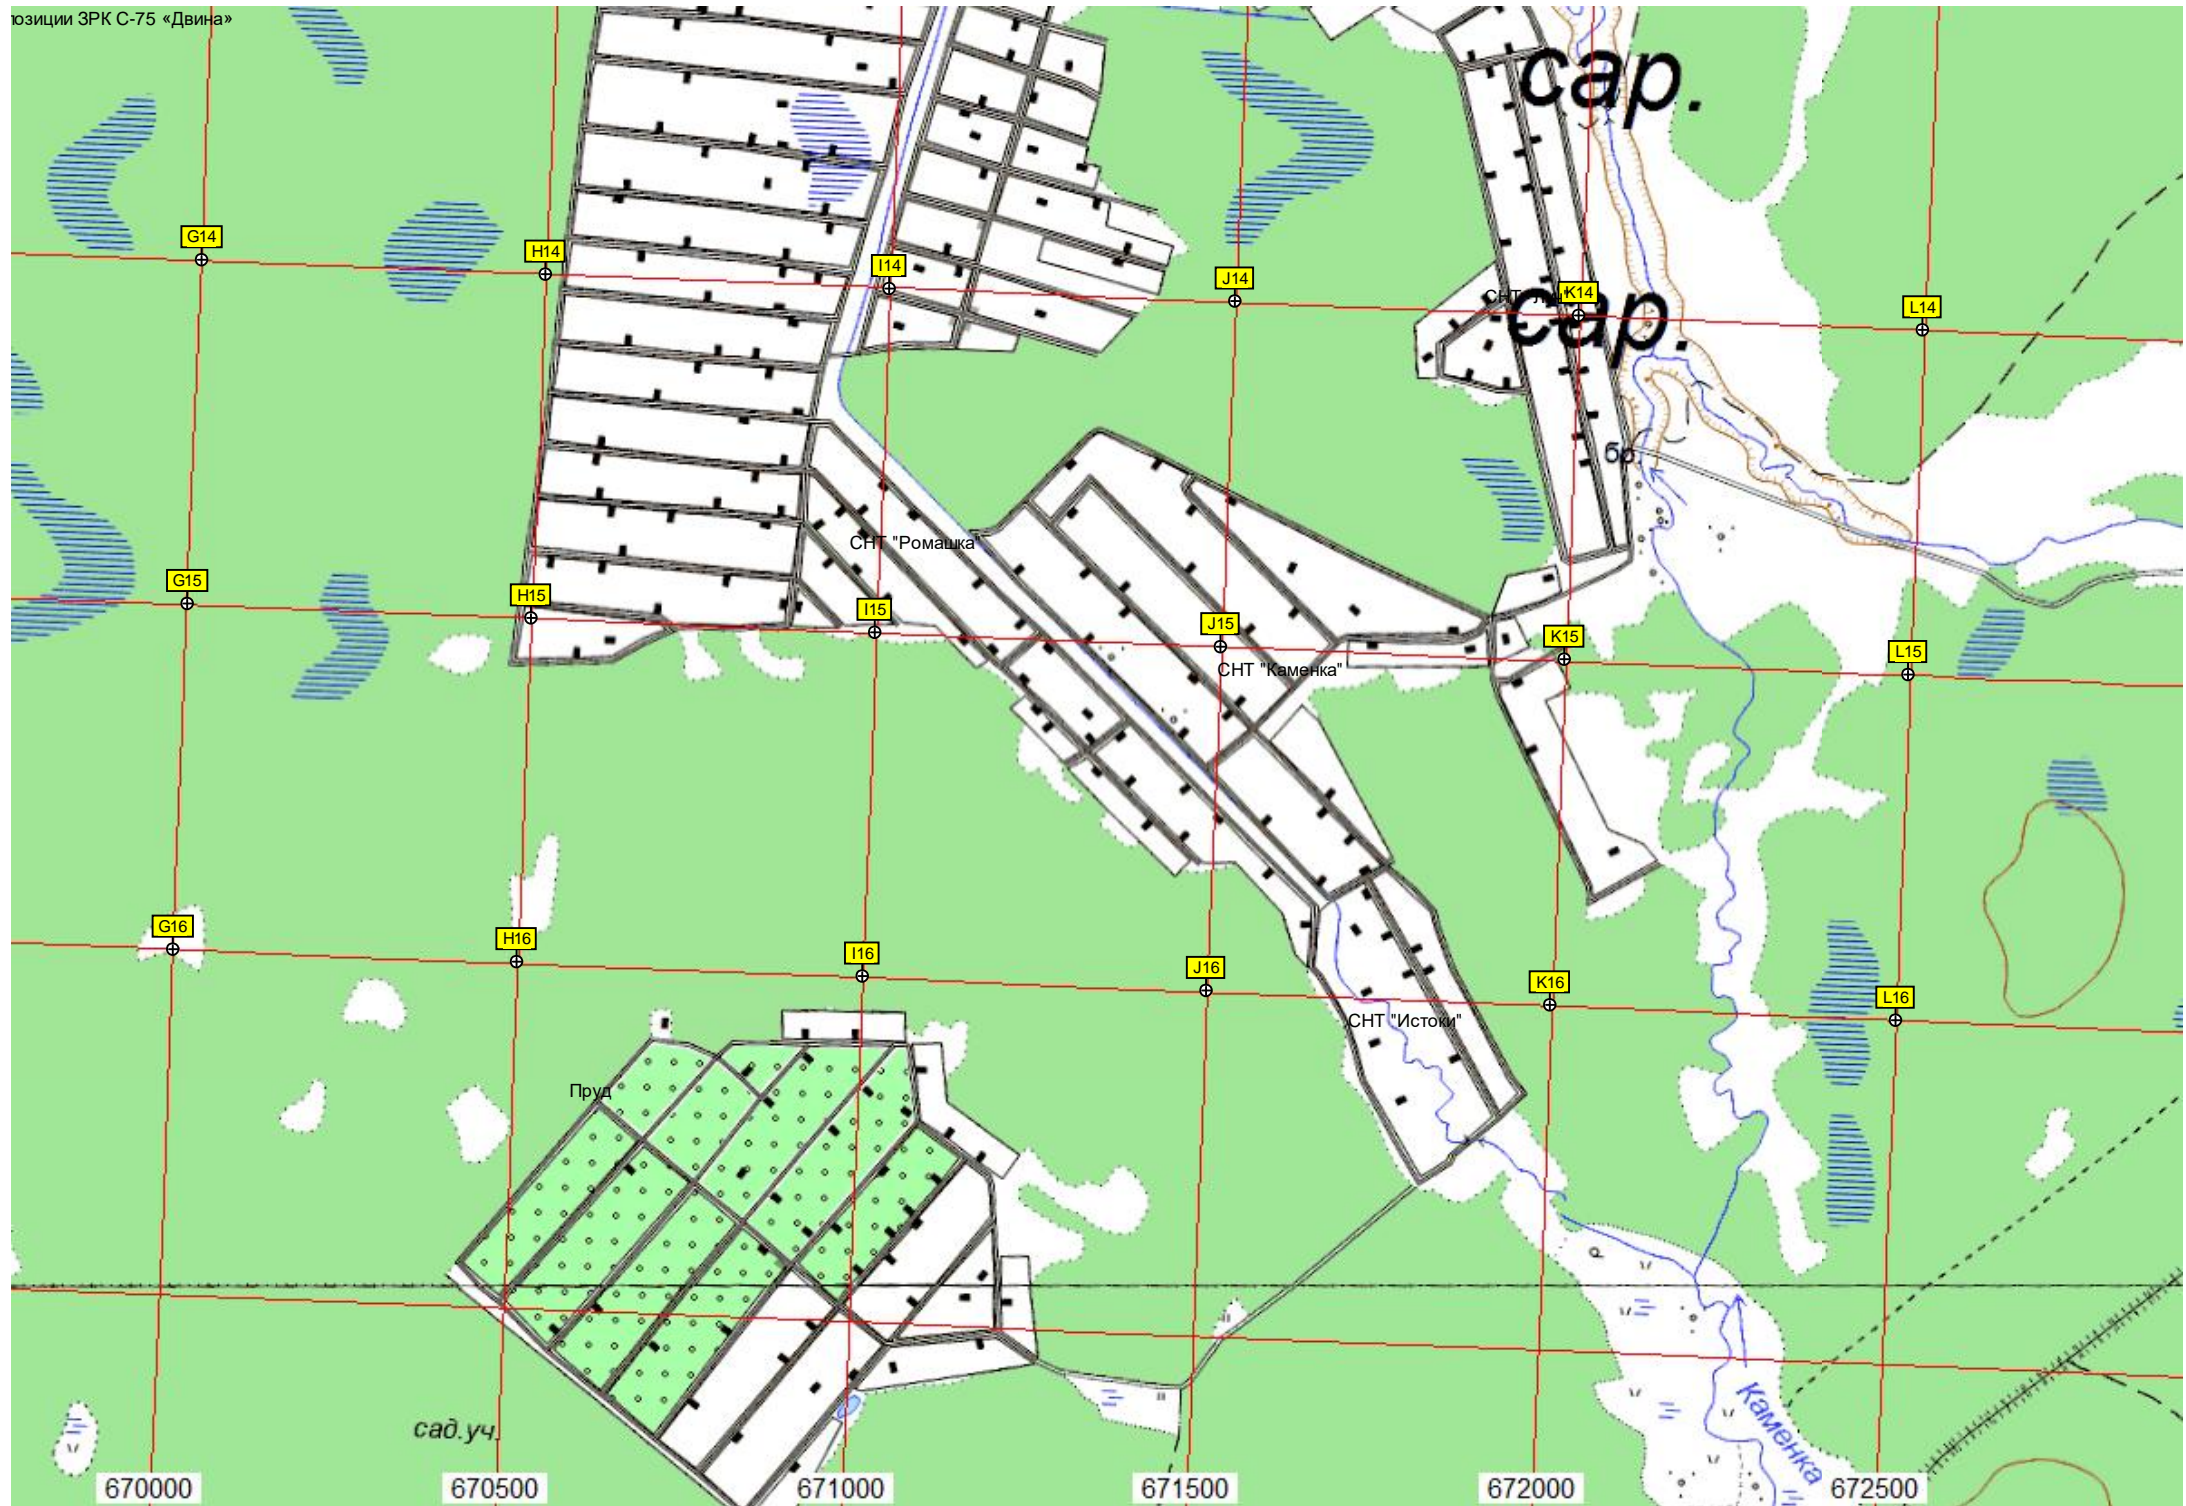 позиции ЗРК С-75 «Двина»
сар.
G14
H14
I14
J14
K14
L14
СНТ
сар.
бр.
СНТ "Ромашка
G15
H15
I15
J15
K15
L15
СНТ "Каменка"
G16
H16
I16
J16
K16
L16
СНТ "Истоки"
Пруд
р
сад.уч.
Каменка
670000
670500
671000
671500
672000
672500